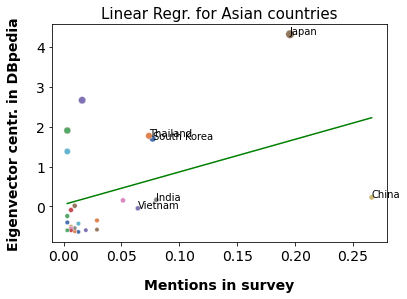 Linear Regr. for Asian countries
Eigenvector centr. in DBpedia
4
3
2
1
0
Japan
Thailand
South Korea
India
Vietnam
China
0.00 0.05 0.10 0.15 0.20 0.25
Mentions in survey